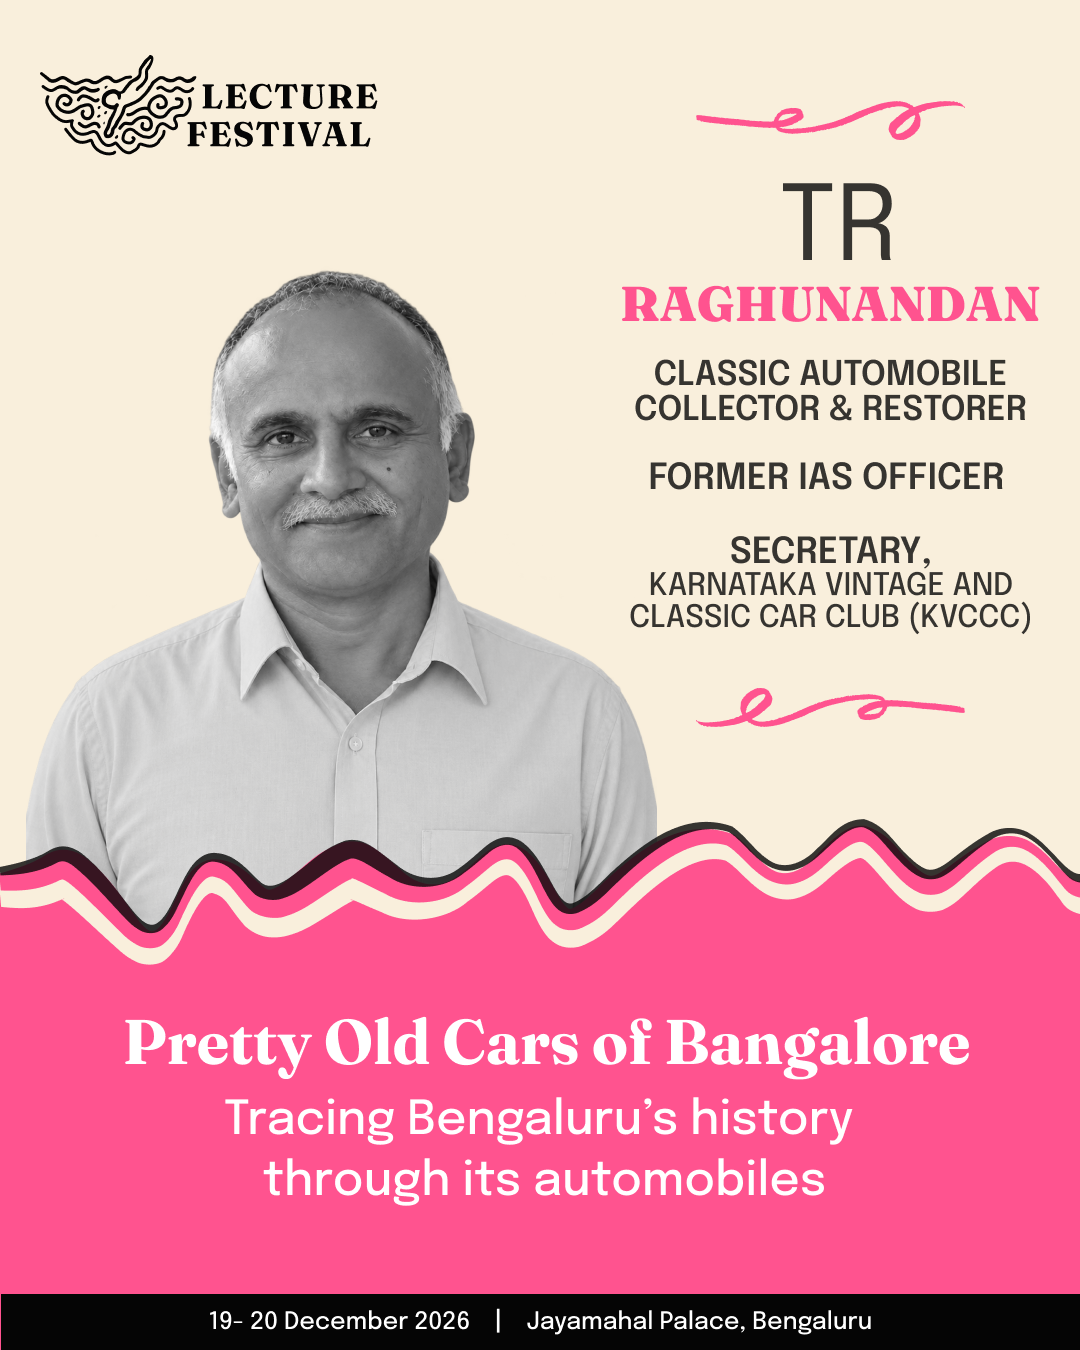 LECTURE
FESTIVAL
TR
RAGHUNANDAN
CLASSIC AUTOMOBILE
COLLECTOR & RESTORER
FORMER IAS OFFICER
SECRETARY,
KARNATAKA VINTAGE AND
CLASSIC CAR CLUB (KVCCC)
Pretty Old Cars of Bangalore
Tracing Bengaluru’s history
through its automobiles
19- 20 December 2026 | Jayamahal Palace, Bengaluru